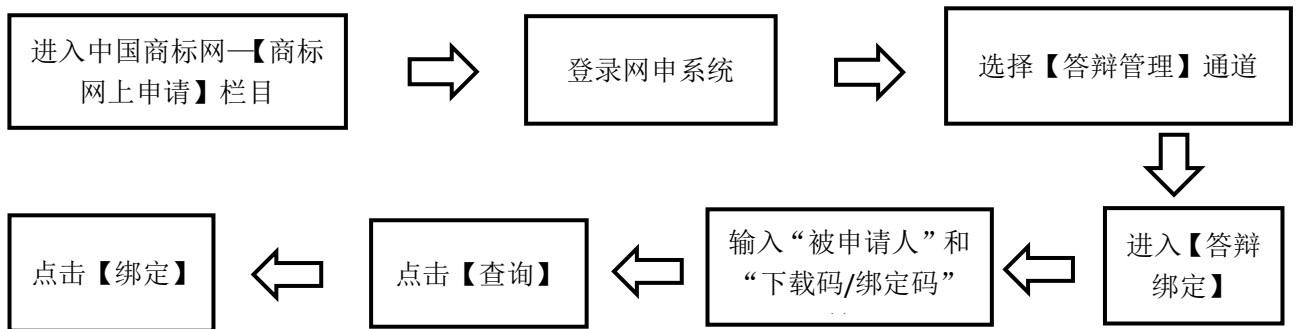 进入中国商标网—【商标
网上申请】栏目
登录网申系统
选择【答辩管理】通道
进入【答辩
绑定】
输入“被申请人”和
“下载码/绑定码”
点击【查询】
点击【绑定】